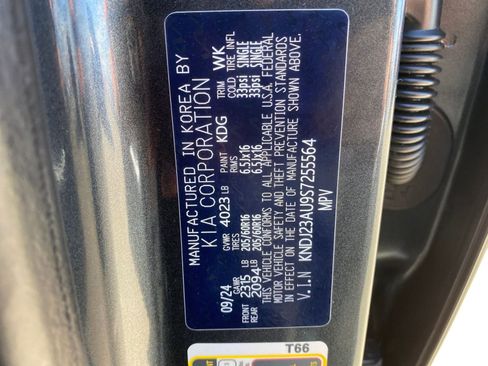 MANUFACTURED IN KOREA BY
KIA CORPORATION
09/24 GVWR 4023 LB PAINT KDG TRIM WK
GAWR TIRES RIMS COLD TIRE INFL
FRONT 2315 LB 205/60R16 6.5Jx16 33psi SINGLE
REAR 2094 LB 205/60R16 6.5Jx16 33psi SINGLE
THIS VEHICLE CONFORMS TO ALL APPLICABLE U.S.A. FEDERAL
MOTOR VEHICLE SAFETY AND THEFT PREVENTION STANDARDS
IN EFFECT ON THE DATE OF MANUFACTURE SHOWN ABOVE.
V.I.N KNDJ23AU9S7255564
MPV
T66